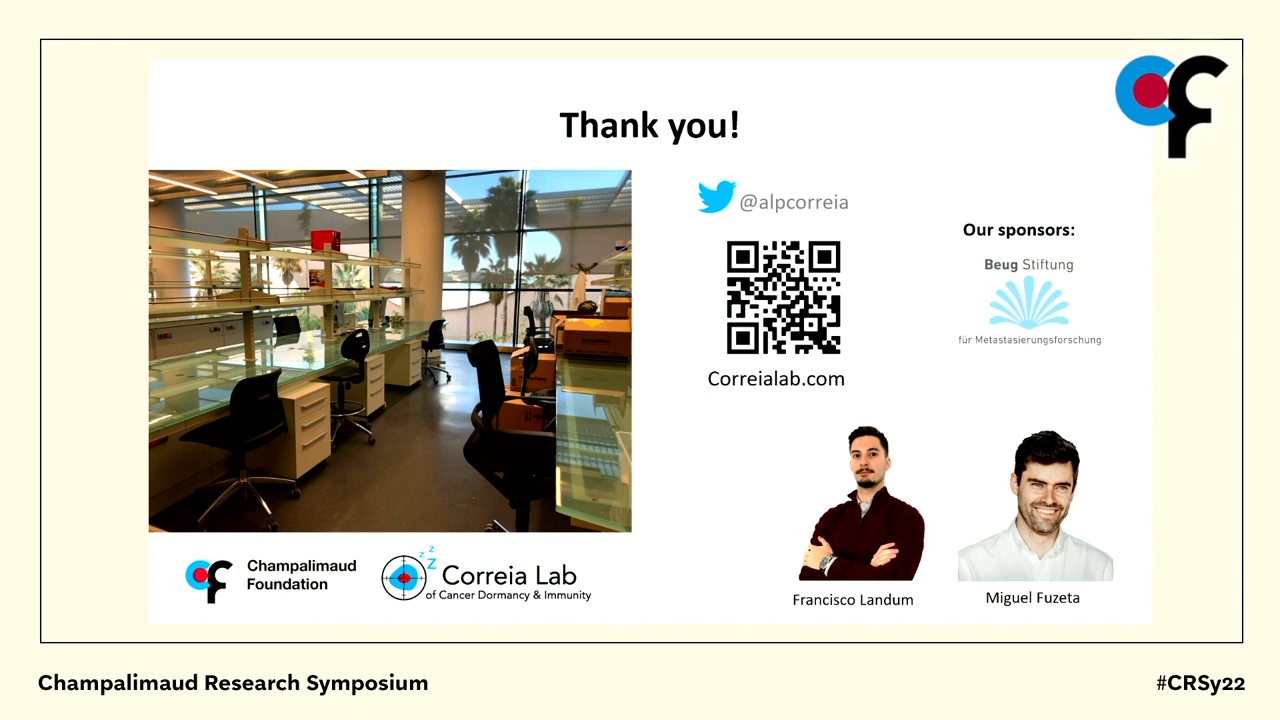 Thank you!
@alpcorreia
Correialab.com
Our sponsors:
Beug Stiftung
für Metastasierungsforschung
Francisco Landum
Miguel Fuzeta
Champalimaud
Foundation
z z Z
Correia Lab
of Cancer Dormancy & Immunity
Champalimaud Research Symposium
#CRSy22